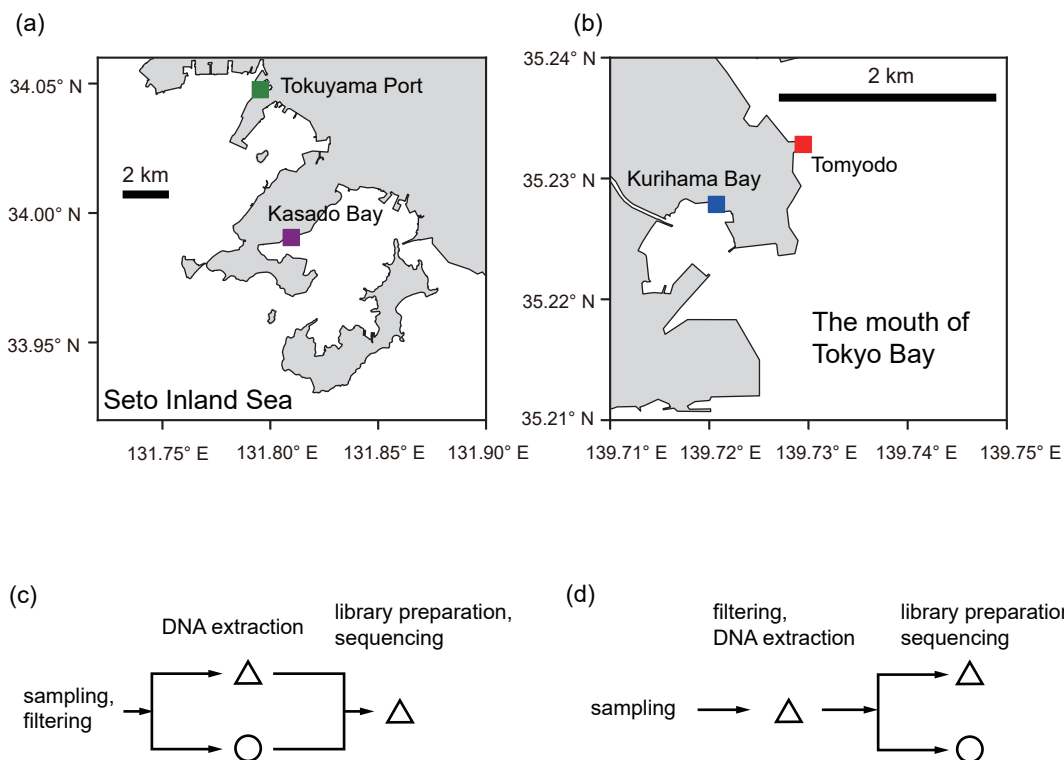 (a)
(b)
34.05° N
34.00° N
33.95° N
Tokuyama Port
2 km
Kasado Bay
Seto Inland Sea
131.75° E
131.80° E
131.85° E
131.90° E
35.24° N
35.23° N
35.22° N
35.21° N
2 km
Tomyodo
Kurihama Bay
The mouth of
Tokyo Bay
139.71° E
139.72° E
139.73° E
139.74° E
139.75° E
(c)
DNA extraction
library preparation,
sequencing
sampling,
filtering
(d)
filtering,
DNA extraction
library preparation
sequencing
sampling